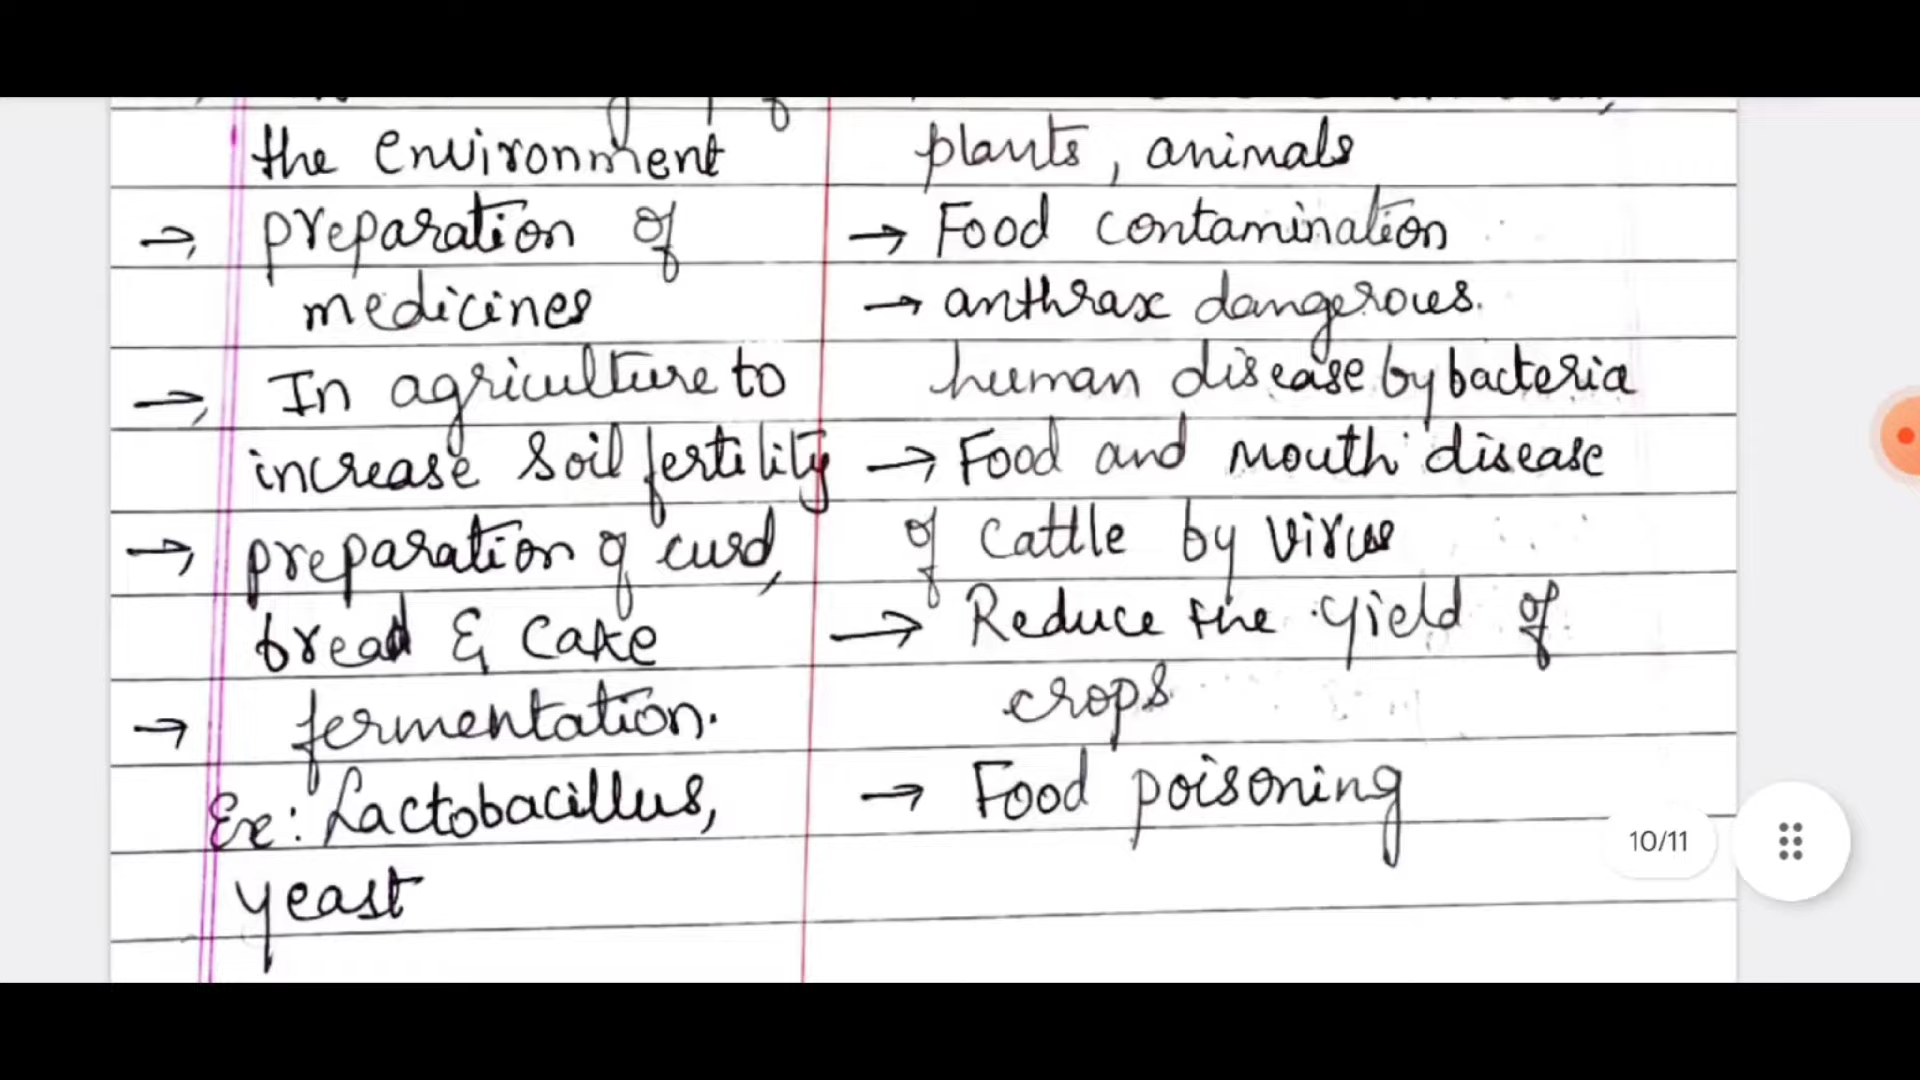 the environment
→ preparation of
medicines
→ In agriculture to
increase soil fertility
→ preparation of curd,
bread & cake
→ fermentation.
Ex: Lactobacillus,
yeast
plants, animals
→ Food contamination
→ anthrax dangerous.
human disease by bacteria
→ Food and mouth disease
of cattle by virus
→ Reduce the yield of
crops
→ Food poisoning
10/11